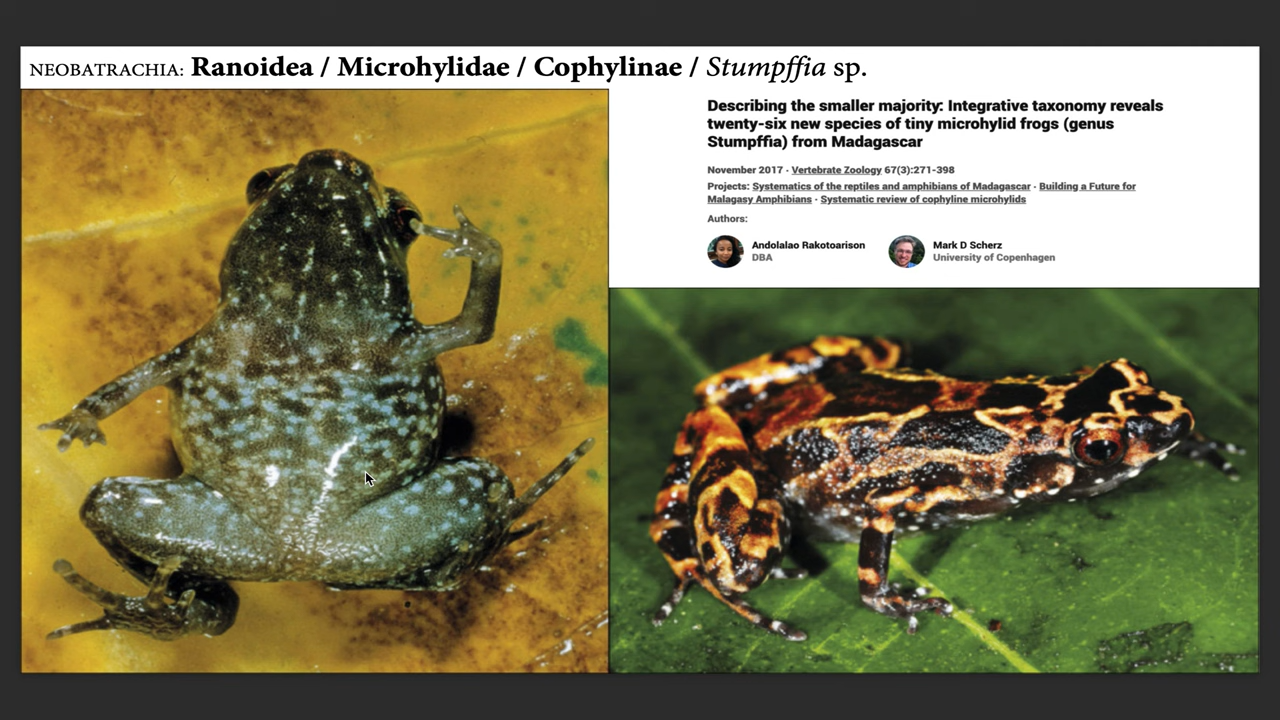 NEOBATRACHIA: Ranoidea / Microhylidae / Cophylinae / Stumpffia sp.
Describing the smaller majority: Integrative taxonomy reveals
twenty-six new species of tiny microhylid frogs (genus
Stumpffia) from Madagascar
November 2017 · Vertebrate Zoology 67(3):271-398
Projects: Systematics of the reptiles and amphibians of Madagascar · Building a Future for
Malagasy Amphibians · Systematic review of cophyline microhylids
Authors:
Andolalao Rakotoarison
DBA
Mark D Scherz
University of Copenhagen